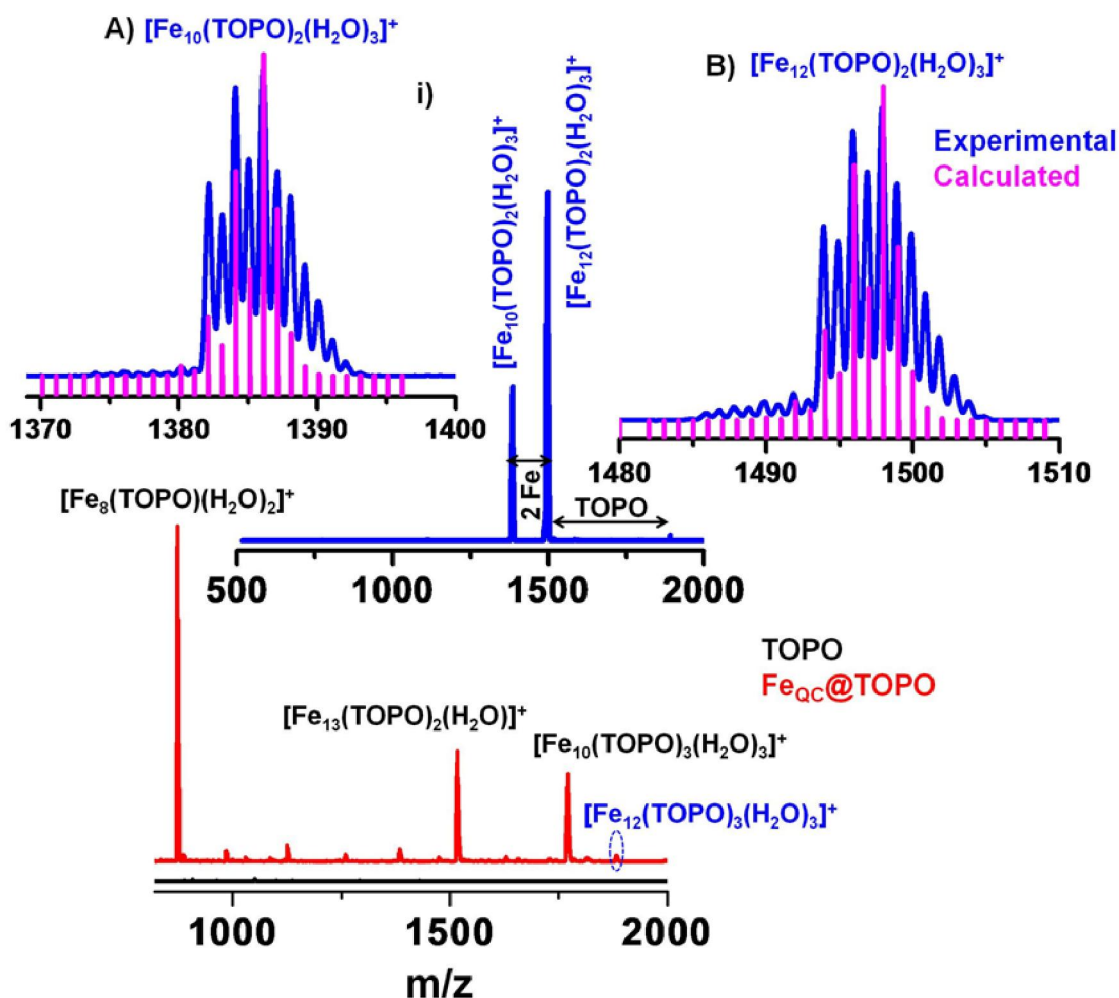 A) [Fe₁₀(TOPO)₂(H₂O)₃]⁺
i)
B) [Fe₁₂(TOPO)₂(H₂O)₃]⁺
Experimental
Calculated
[Fe₁₀(TOPO)₂(H₂O)₃]⁺
[Fe₁₂(TOPO)₂(H₂O)₃]⁺
1370 1380 1390 1400
1480 1490 1500 1510
2 Fe
TOPO
500 1000 1500 2000
[Fe₈(TOPO)(H₂O)₂]⁺
TOPO
Fe_QC@TOPO
[Fe₁₃(TOPO)₂(H₂O)]⁺
[Fe₁₀(TOPO)₃(H₂O)₃]⁺
[Fe₁₂(TOPO)₃(H₂O)₃]⁺
1000 1500 2000
m/z